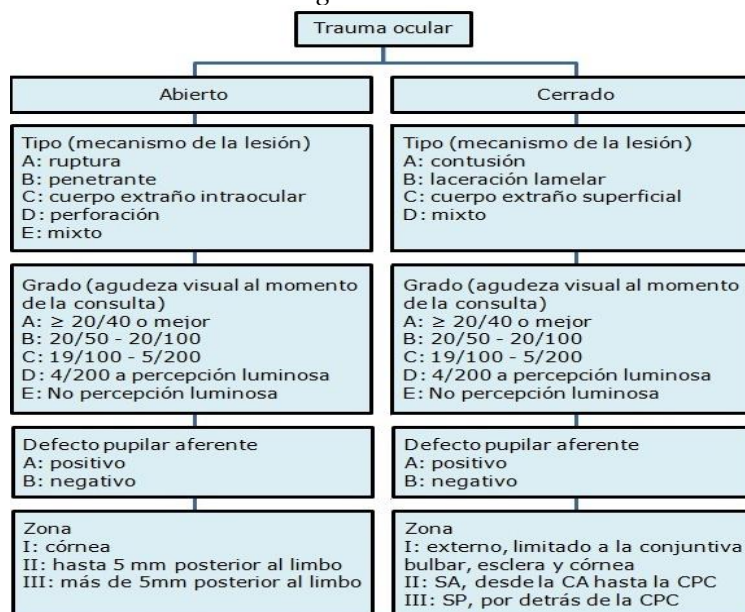 Trauma ocular
Abierto
Tipo (mecanismo de la lesión)
A: ruptura
B: penetrante
C: cuerpo extraño intraocular
D: perforación
E: mixto
Grado (agudeza visual al momento
de la consulta)
A: ≥ 20/40 o mejor
B: 20/50 - 20/100
C: 19/100 - 5/200
D: 4/200 a percepción luminosa
E: No percepción luminosa
Defecto pupilar aferente
A: positivo
B: negativo
Zona
I: córnea
II: hasta 5 mm posterior al limbo
III: más de 5mm posterior al limbo
Cerrado
Tipo (mecanismo de la lesión)
A: contusión
B: laceración lamelar
C: cuerpo extraño superficial
D: mixto
Grado (agudeza visual al momento
de la consulta)
A: ≥ 20/40 o mejor
B: 20/50 - 20/100
C: 19/100 - 5/200
D: 4/200 a percepción luminosa
E: No percepción luminosa
Defecto pupilar aferente
A: positivo
B: negativo
Zona
I: externo, limitado a la conjuntiva
bulbar, esclera y córnea
II: SA, desde la CA hasta la CPC
III: SP, por detrás de la CPC